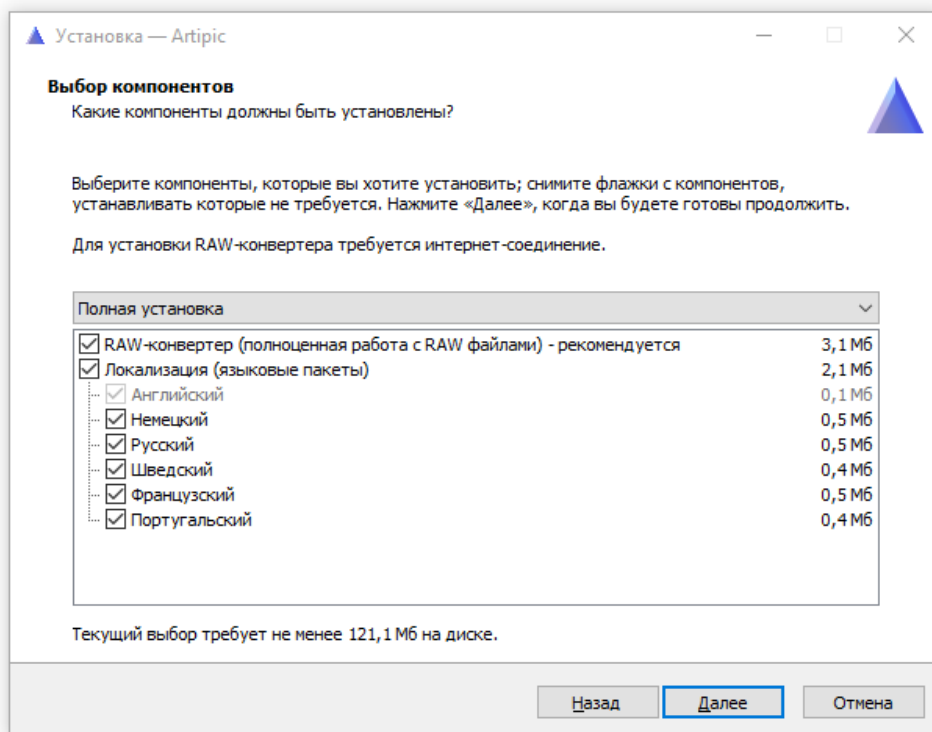 Установка — Artipic
Выбор компонентов
Какие компоненты должны быть установлены?
Выберите компоненты, которые вы хотите установить; снимите флажки с компонентов,
устанавливать которые не требуется. Нажмите «Далее», когда вы будете готовы продолжить.
Для установки RAW-конвертера требуется интернет-соединение.
Полная установка
RAW-конвертер (полноценная работа с RAW файлами) - рекомендуется 3,1 Мб
Локализация (языковые пакеты) 2,1 Мб
Английский 0,1 Мб
Немецкий 0,5 Мб
Русский 0,5 Мб
Шведский 0,4 Мб
Французский 0,5 Мб
Португальский 0,4 Мб
Текущий выбор требует не менее 121,1 Мб на диске.
Назад Далее Отмена